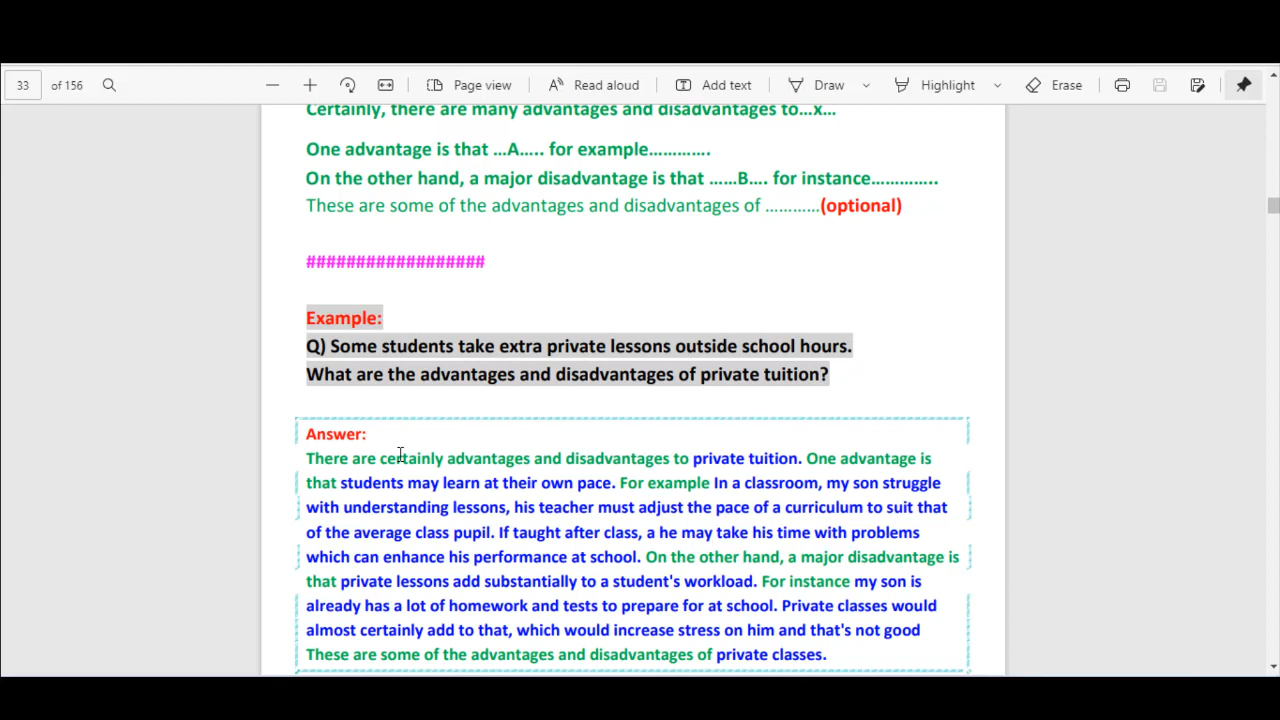 33 of 156 Page view Read aloud Add text Draw Highlight Erase
Certainly, there are many advantages and disadvantages to...x...
One advantage is that …A….. for example………….
On the other hand, a major disadvantage is that ……B…. for instance…………..
These are some of the advantages and disadvantages of …………(optional)
##################
Example:
Q) Some students take extra private lessons outside school hours.
What are the advantages and disadvantages of private tuition?
Answer:
There are certainly advantages and disadvantages to private tuition. One advantage is
that students may learn at their own pace. For example In a classroom, my son struggle
with understanding lessons, his teacher must adjust the pace of a curriculum to suit that
of the average class pupil. If taught after class, a he may take his time with problems
which can enhance his performance at school. On the other hand, a major disadvantage is
that private lessons add substantially to a student's workload. For instance my son is
already has a lot of homework and tests to prepare for at school. Private classes would
almost certainly add to that, which would increase stress on him and that's not good
These are some of the advantages and disadvantages of private classes.